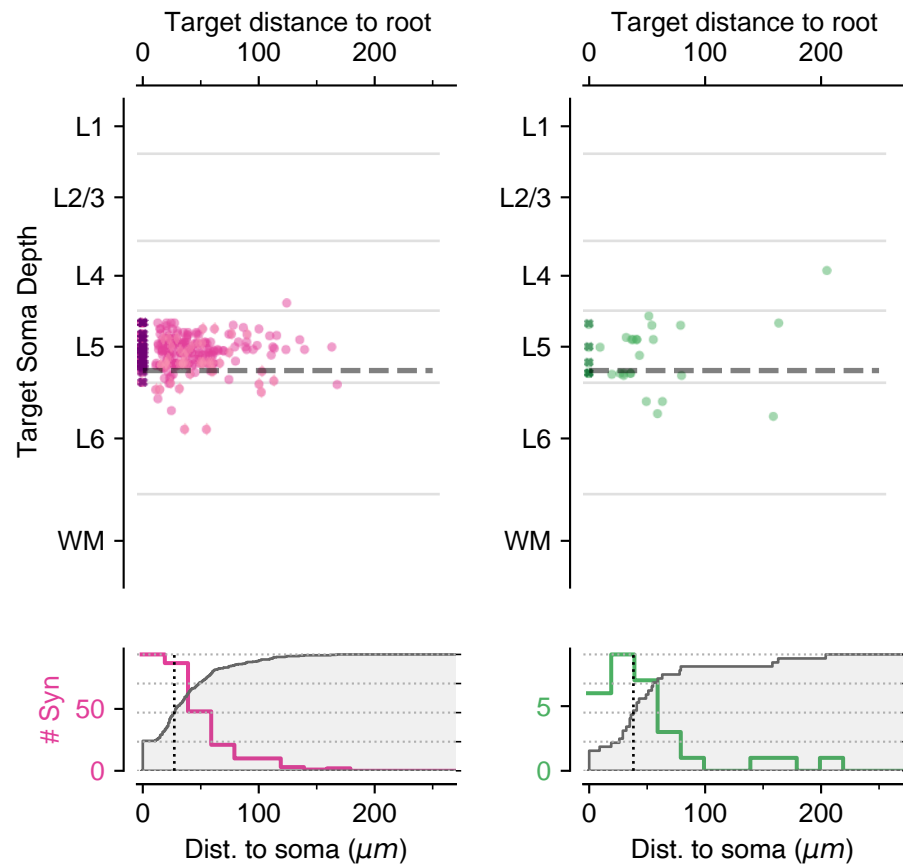 Target distance to root
Target distance to root
0 100 200
0 100 200
Target Soma Depth
L1
L2/3
L4
L5
L6
WM
L1
L2/3
L4
L5
L6
WM
# Syn
50
0
5
0
0 100 200
0 100 200
Dist. to soma (μm)
Dist. to soma (μm)